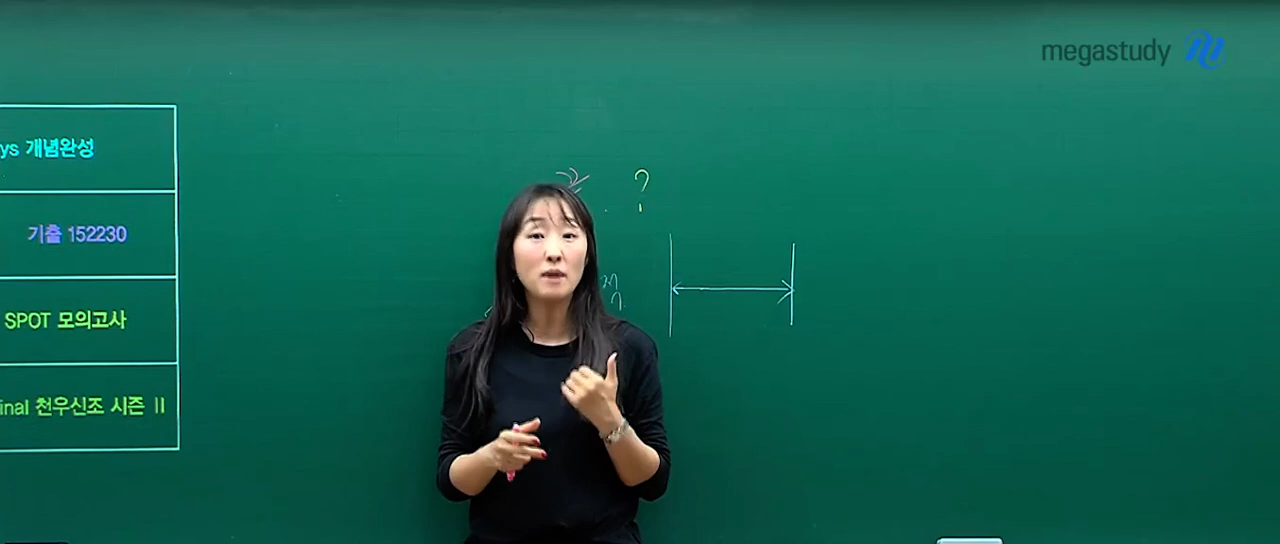 megastudy
ys 개념완성
기출 152230
SPOT 모의고사
inal 천우신조 시즌 II
?